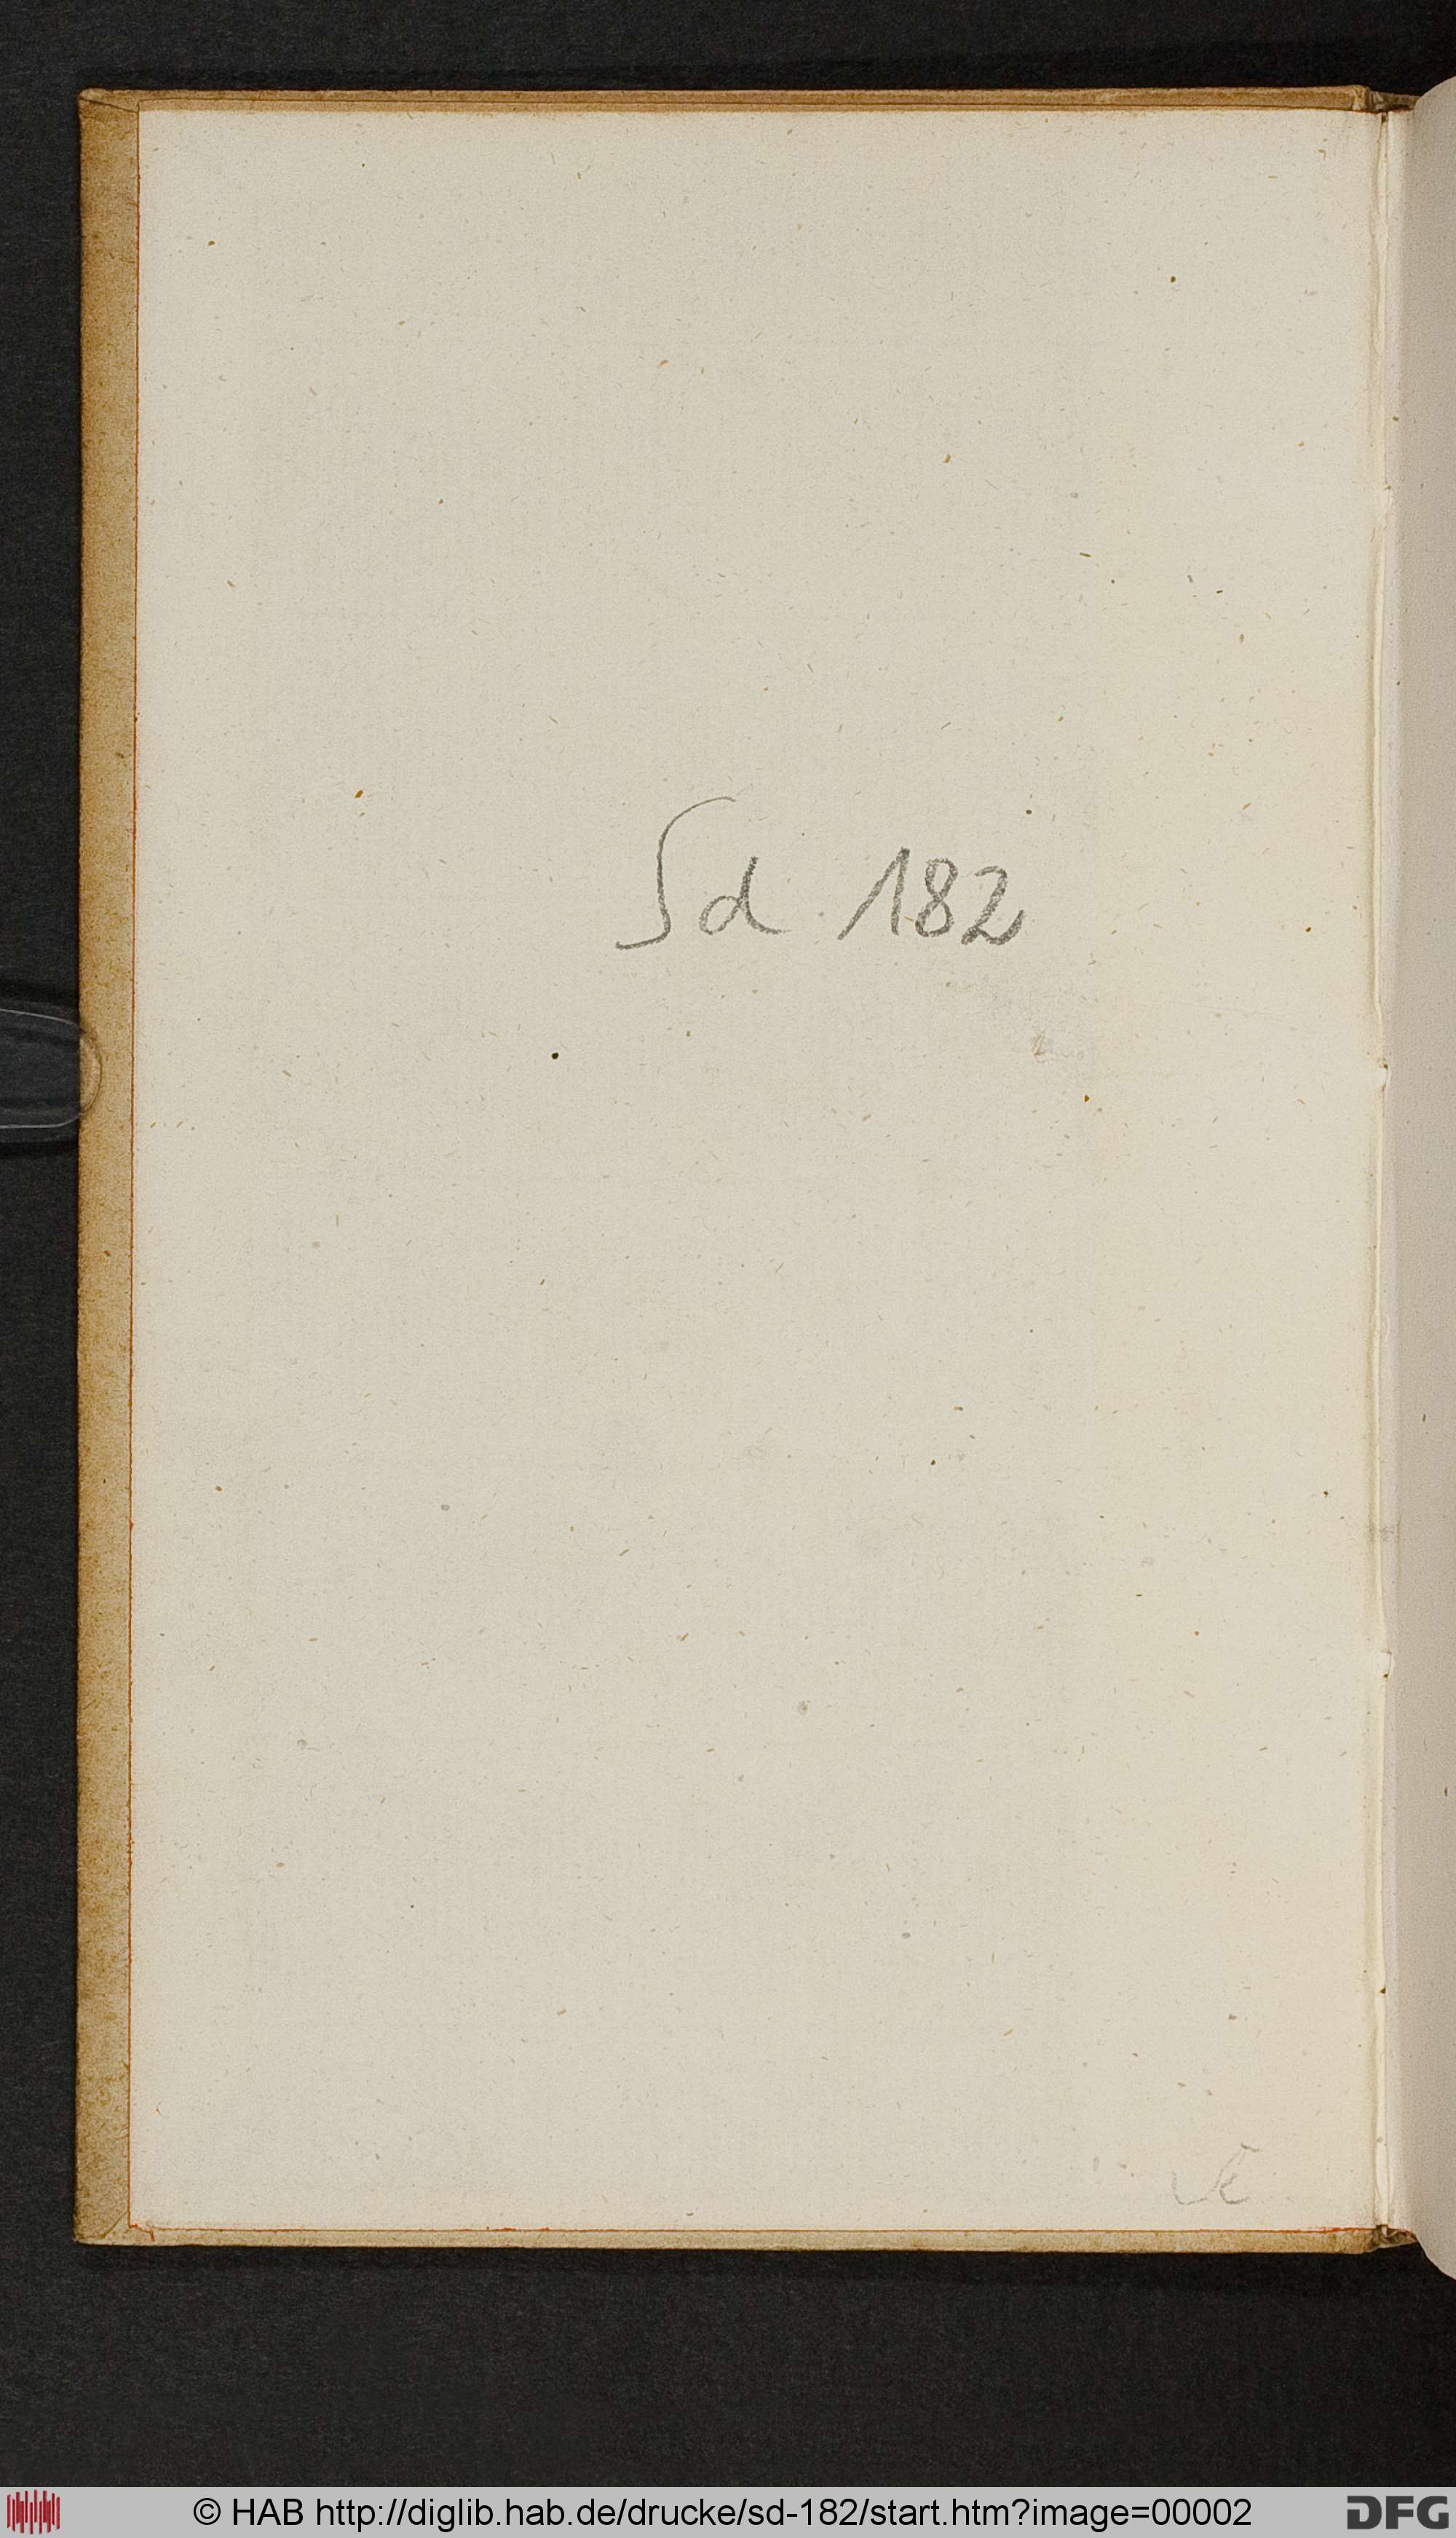 Sd 182
© HAB http://diglib.hab.de/drucke/sd-182/start.htm?image=00002
DFG